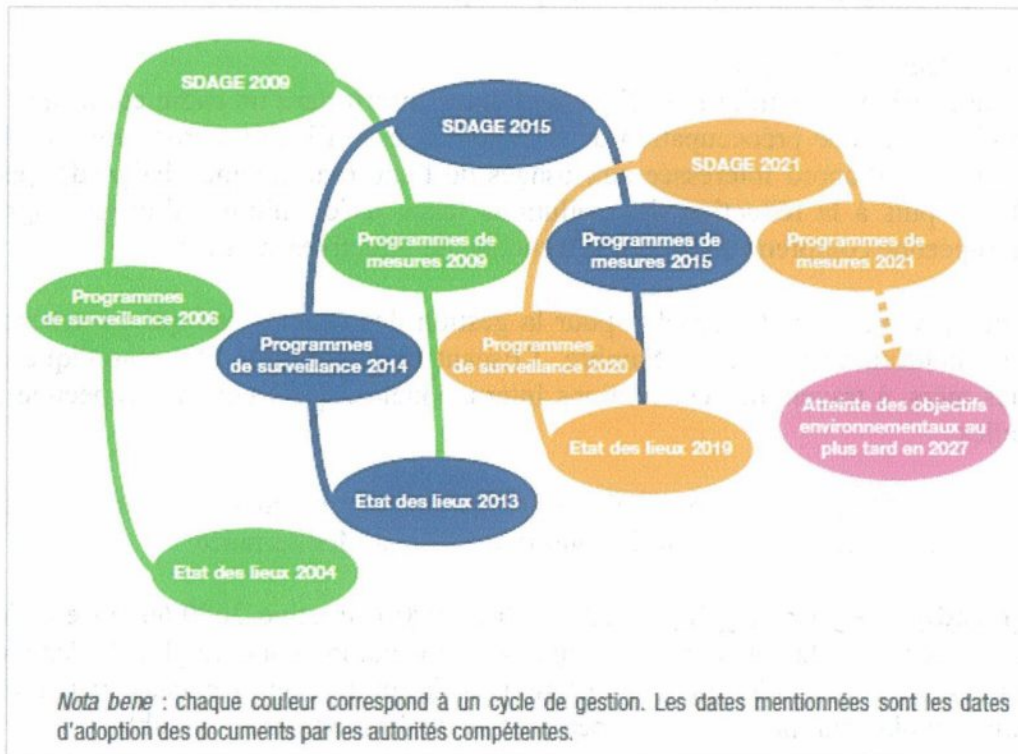 SDAGE 2009
Programmes
de surveillance 2006
Etat des lieux 2004
Programmes de
mesures 2009
SDAGE 2015
Programmes
de surveillance 2014
Etat des lieux 2013
Programmes de
mesures 2015
SDAGE 2021
Programmes
de surveillance 2020
Etat des lieux 2019
Programmes de
mesures 2021
Atteinte des objectifs
environnementaux au
plus tard en 2027
Nota bene : chaque couleur correspond à un cycle de gestion. Les dates mentionnées sont les dates
d'adoption des documents par les autorités compétentes.